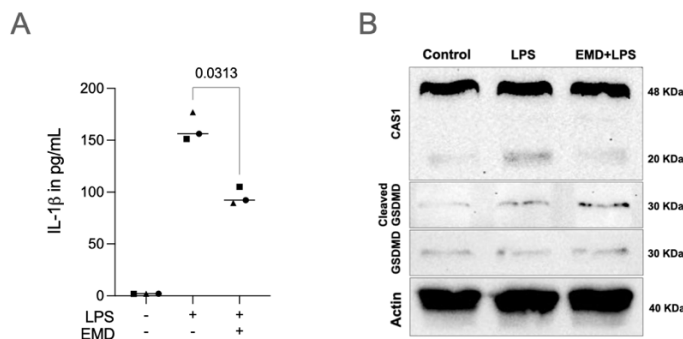 A
0.0313
200
150
100
50
0
IL-1β in pg/mL
LPS - + +
EMD - - +
B
Control LPS EMD+LPS
CAS1
48 KDa
20 KDa
Cleaved
GSDMD
30 KDa
GSDMD
30 KDa
Actin
40 KDa